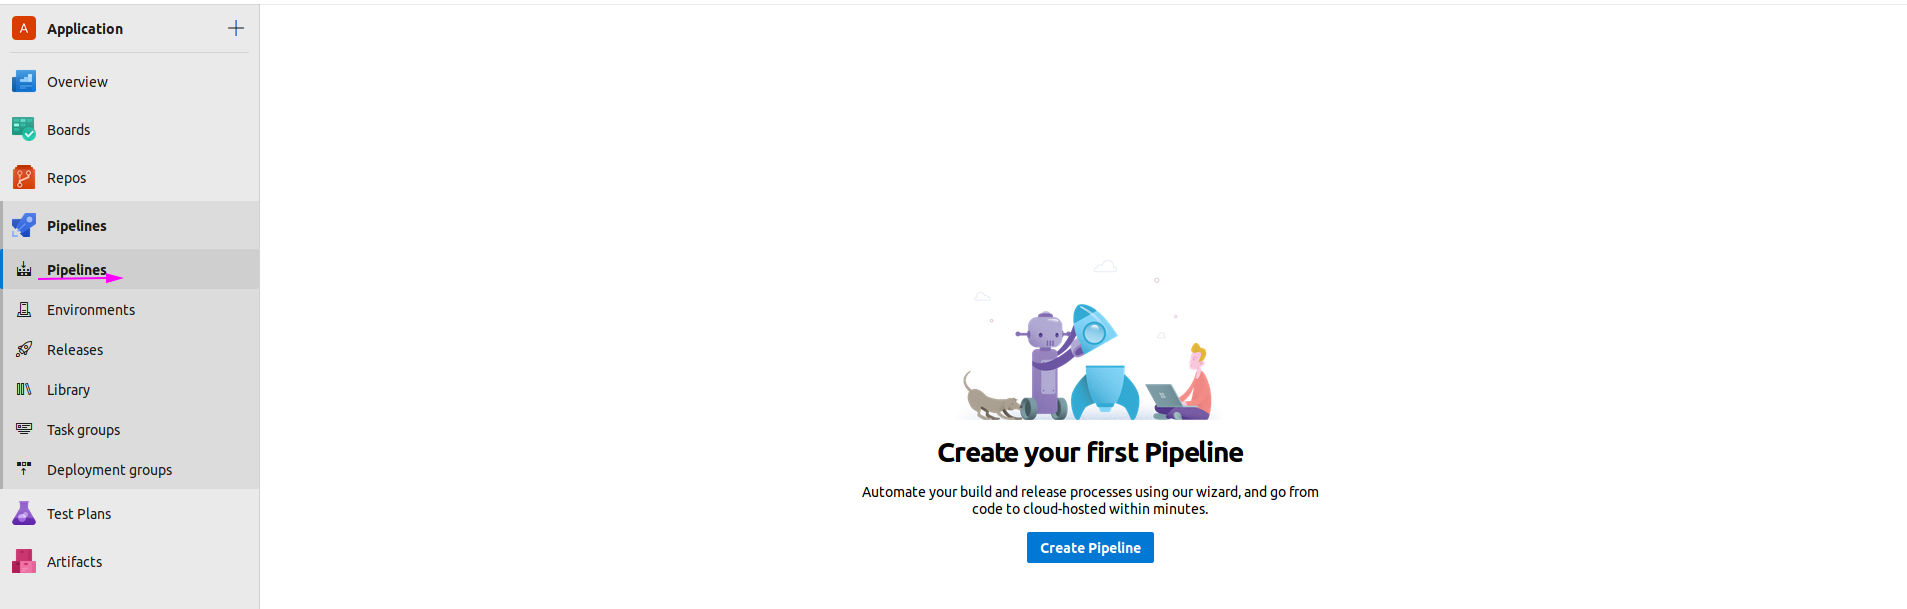 A Application
Overview
Boards
Repos
Pipelines
Pipelines
Environments
Releases
Library
Task groups
Deployment groups
Test Plans
Artifacts
Create your first Pipeline
Automate your build and release processes using our wizard, and go from
code to cloud-hosted within minutes.
Create Pipeline